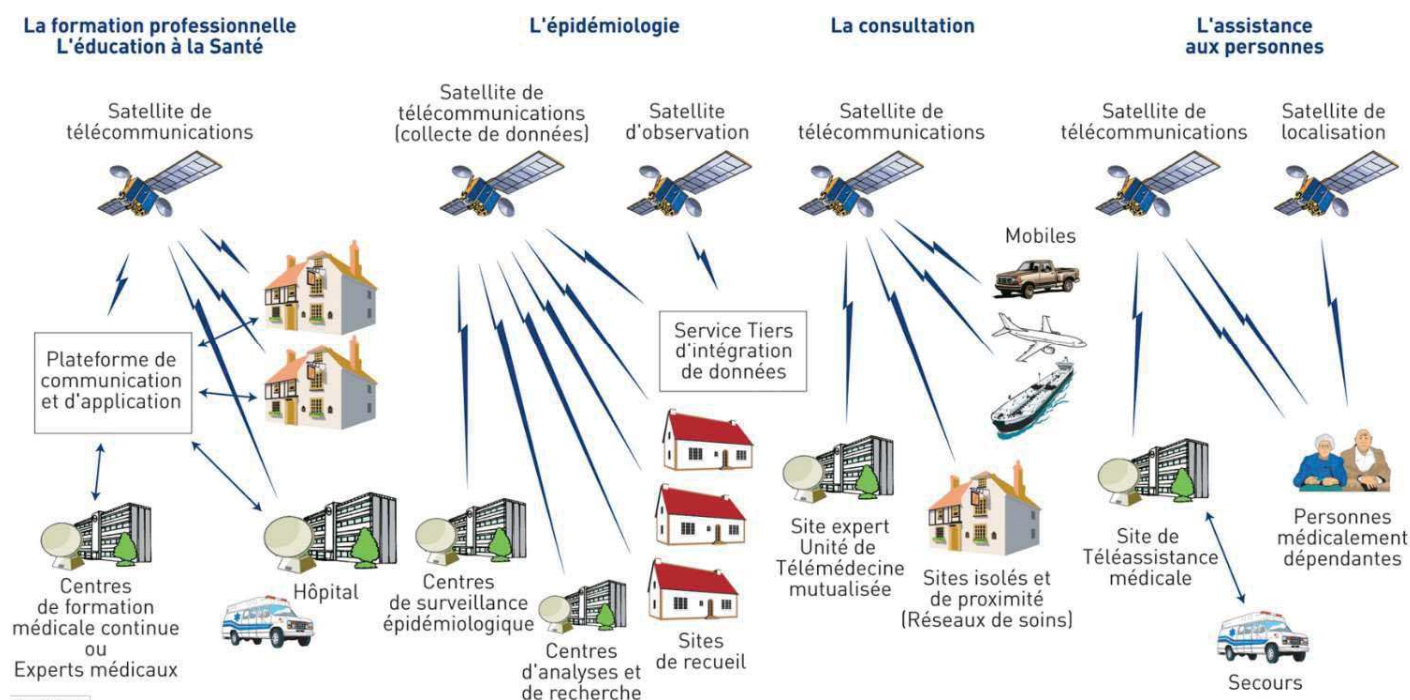 La formation professionnelle
L'éducation à la Santé
Satellite de
télécommunications
Plateforme de
communication
et d'application
Centres
de formation
médicale continue
ou
Experts médicaux
Hôpital
L'épidémiologie
Satellite de
télécommunications
(collecte de données)
Satellite
d'observation
Service Tiers
d'intégration
de données
Centres
de surveillance
épidémiologique
Centres
d'analyses et
de recherche
Sites
de recueil
La consultation
Satellite de
télécommunications
Mobiles
Site expert
Unité de
Télémédecine
mutualisée
Sites isolés et
de proximité
(Réseaux de soins)
L'assistance
aux personnes
Satellite de
télécommunications
Satellite de
localisation
Site de
Téléassistance
médicale
Personnes
médicalement
dépendantes
Secours